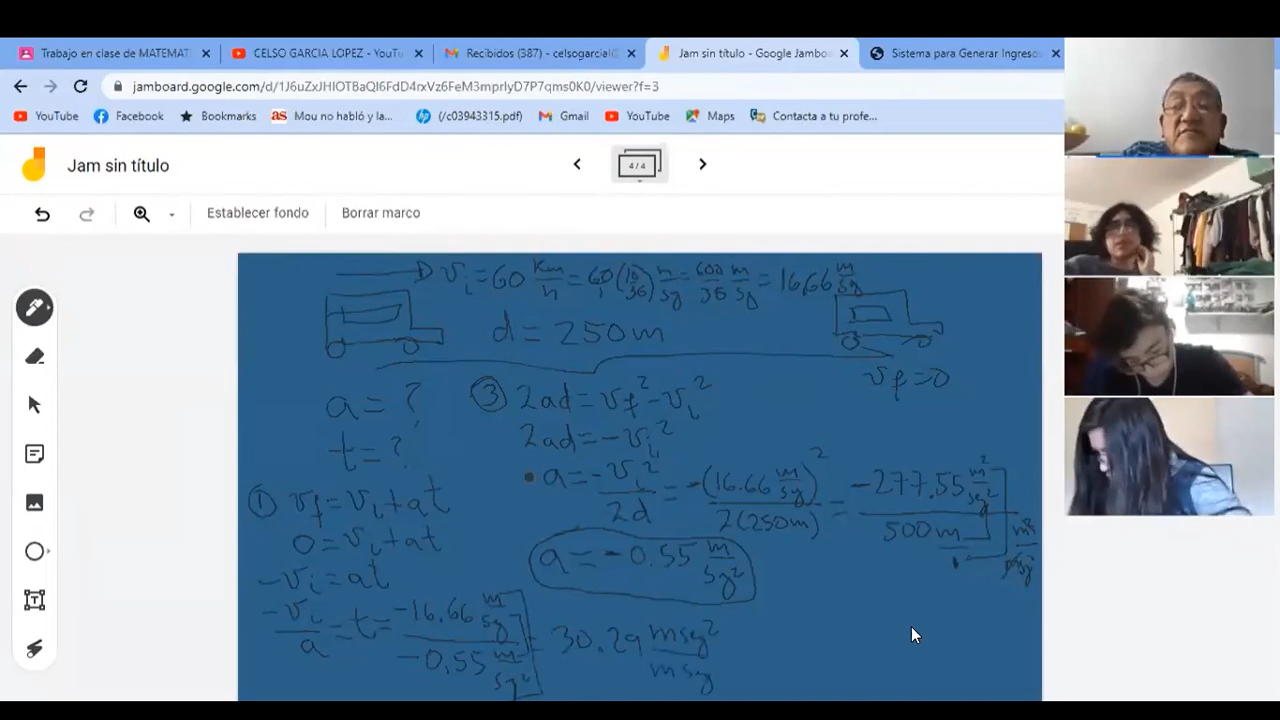 Trabajo en clase de MATEMAT
CELSO GARCIA LOPEZ - YouTu
Recibidos (387) - celsogarcial@
Jam sin título - Google Jamboa
Sistema para Generar Ingresos
jamboard.google.com/d/1J6uZxJHlOTBaQl6FdD4rxVz6FeM3mprlyD7P7qms0K0/viewer?f=3
YouTube
Facebook
Bookmarks
as Mou no habló y la...
(/c03943315.pdf)
Gmail
YouTube
Maps
Contacta a tu profe...
Jam sin título
4/4
Establecer fondo
Borrar marco
vi = 60 Km/h = 60/1 (10/36) m/sg = 600/36 m/sg = 16,66 m/sg
d = 250 m
vf = 0
a = ?
t = ?
③ 2ad = vf² - vi²
2ad = -vi²
a = -vi²/2d = -(16.66 m/sg)²/2(250m) = -277.55 m²/sg²/500 m
a = -0.55 m/sg²
① vf = vi + at
0 = vi + at
-vi = at
-vi/a = t = -16.66 m/sg/-0.55 m/sg² = 30.29 msg²/msg